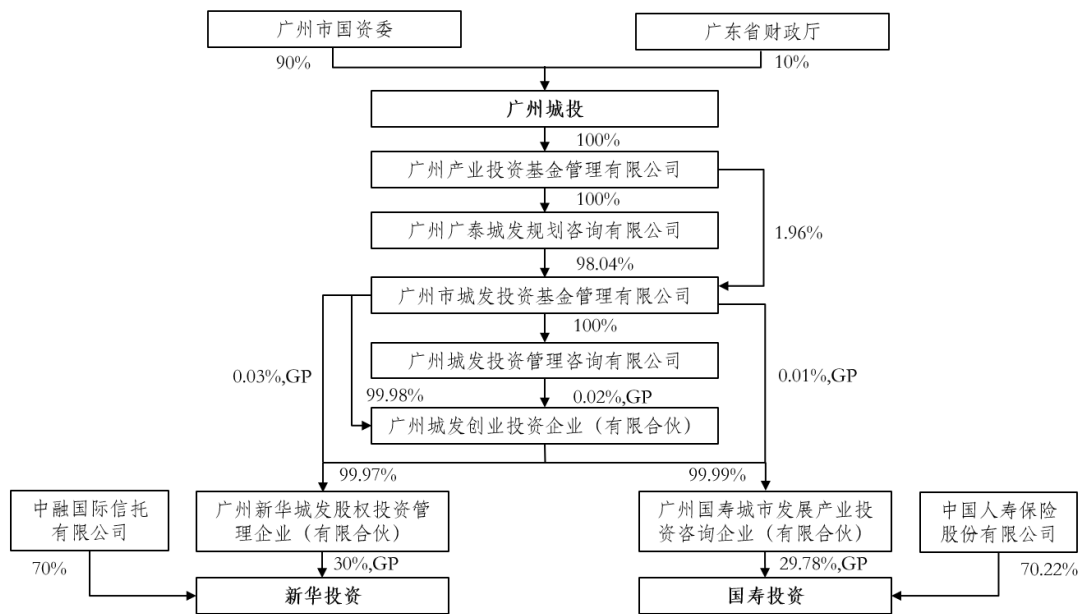 广州市国资委
广东省财政厅
90%
10%
广州城投
100%
广州产业投资基金管理有限公司
100%
广州广泰城发规划咨询有限公司
1.96%
98.04%
广州市城发投资基金管理有限公司
100%
广州城发投资管理咨询有限公司
0.03%,GP
99.98%
0.02%,GP
0.01%,GP
广州城发创业投资企业（有限合伙）
99.97%
99.99%
中融国际信托
有限公司
广州新华城发股权投资管
理企业（有限合伙）
广州国寿城市发展产业投
资咨询企业（有限合伙）
中国人寿保险
股份有限公司
70%
30%,GP
29.78%,GP
70.22%
新华投资
国寿投资